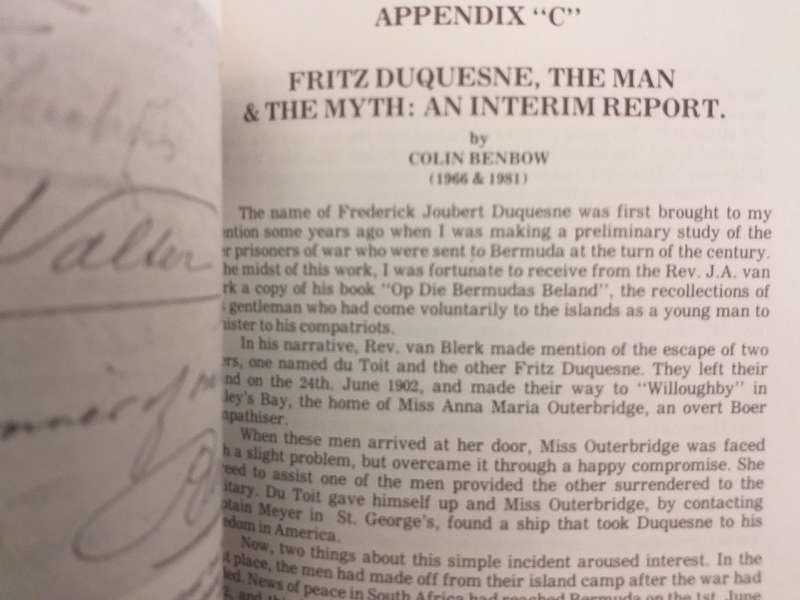 Walter
APPENDIX "C"
FRITZ DUQUESNE, THE MAN
& THE MYTH: AN INTERIM REPORT.
by
COLIN BENBOW
(1966 & 1981)
The name of Frederick Joubert Duquesne was first brought to my
ntion some years ago when I was making a preliminary study of the
r prisoners of war who were sent to Bermuda at the turn of the century.
he midst of this work, I was fortunate to receive from the Rev. J.A. van
rk a copy of his book "Op Die Bermudas Beland", the recollections of
s gentleman who had come voluntarily to the islands as a young man to
nister to his compatriots.
In his narrative, Rev. van Blerk made mention of the escape of two
ers, one named du Toit and the other Fritz Duquesne. They left their
nd on the 24th. June 1902, and made their way to "Willoughby" in
ley's Bay, the home of Miss Anna Maria Outerbridge, an overt Boer
mpathiser.
When these men arrived at her door, Miss Outerbridge was faced
h a slight problem, but overcame it through a happy compromise. She
reed to assist one of the men provided the other surrendered to the
itary. Du Toit gave himself up and Miss Outerbridge, by contacting
ptain Meyer in St. George's, found a ship that took Duquesne to his
edom in America.
Now, two things about this simple incident aroused interest. In the
t place, the men had made off from their island camp after the war had
ded. News of peace in South Africa had reached Bermuda on the 1st. June